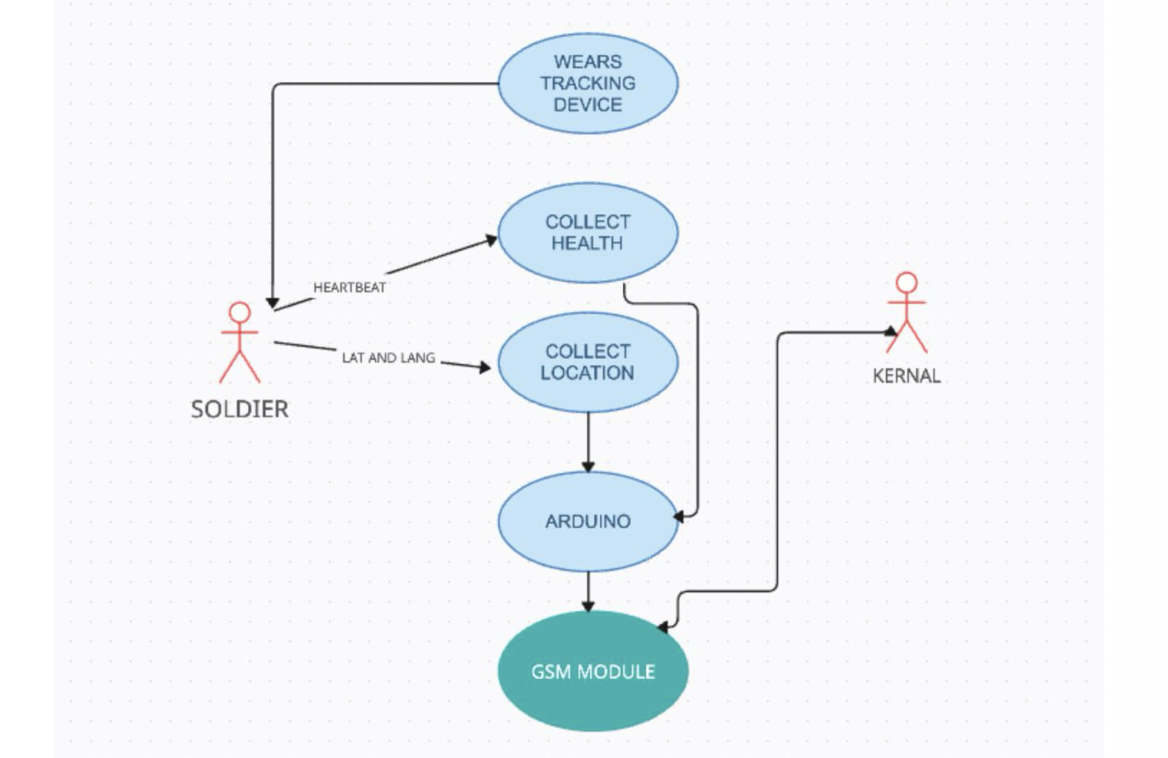 WEARS
TRACKING
DEVICE
COLLECT
HEALTH
HEARTBEAT
COLLECT
LOCATION
LAT AND LANG
SOLDIER
KERNAL
ARDUINO
GSM MODULE